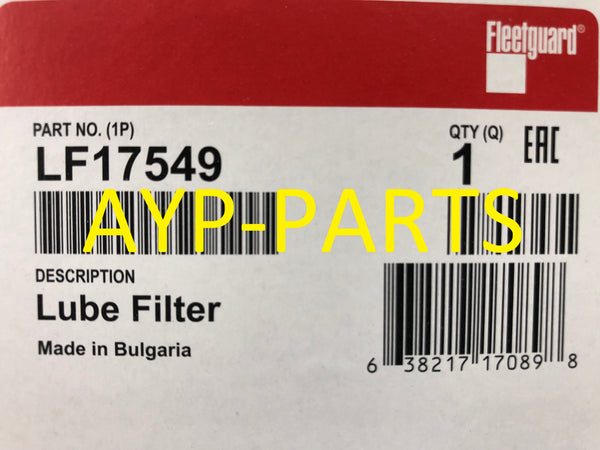 Fleetguard®
PART NO. (1P)
LF17549
QTY (Q)
1
EAC
AYP-PARTS
DESCRIPTION
Lube Filter
Made in Bulgaria
6 38217 17089 8